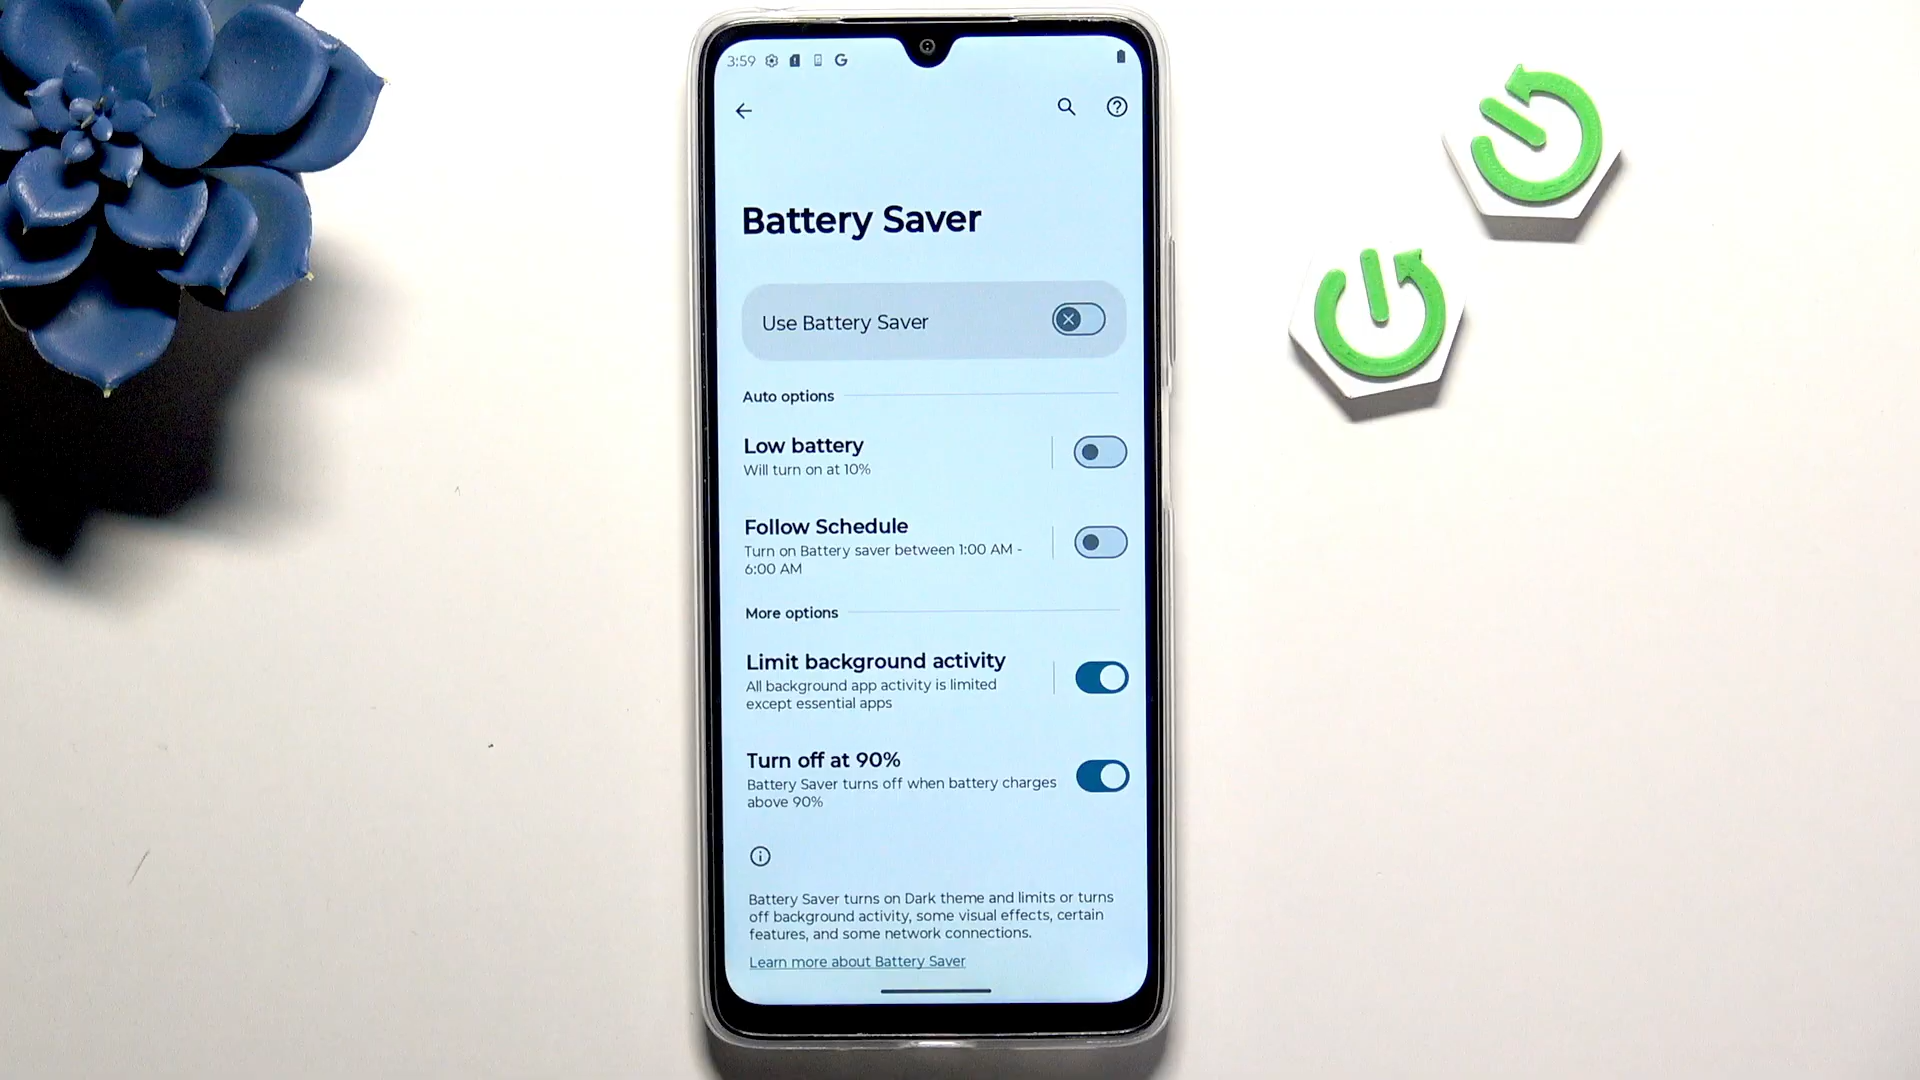 3:59 G
Battery Saver
Use Battery Saver
Auto options
Low battery
Will turn on at 10%
Follow Schedule
Turn on Battery saver between 1:00 AM -
6:00 AM
More options
Limit background activity
All background app activity is limited
except essential apps
Turn off at 90%
Battery Saver turns off when battery charges
above 90%
Battery Saver turns on Dark theme and limits or turns
off background activity, some visual effects, certain
features, and some network connections.
Learn more about Battery Saver